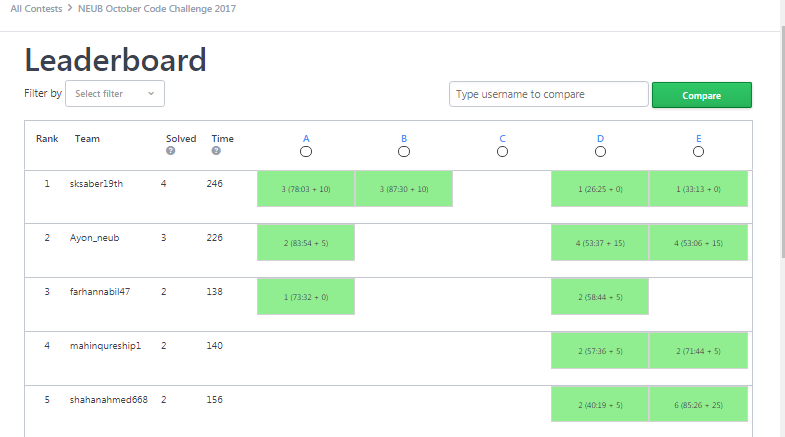 All Contests > NEUB October Code Challenge 2017
Leaderboard
Filter by Select filter Type username to compare Compare
Rank Team Solved Time A B C D E
? ?
1 sksaber19th 4 246 3 (78:03 + 10) 3 (87:30 + 10) 1 (26:25 + 0) 1 (33:13 + 0)
2 Ayon_neub 3 226 2 (83:54 + 5) 4 (53:37 + 15) 4 (53:06 + 15)
3 farhannabil47 2 138 1 (73:32 + 0) 2 (58:44 + 5)
4 mahinqureship1 2 140 2 (57:36 + 5) 2 (71:44 + 5)
5 shahanahmed668 2 156 2 (40:19 + 5) 6 (85:26 + 25)